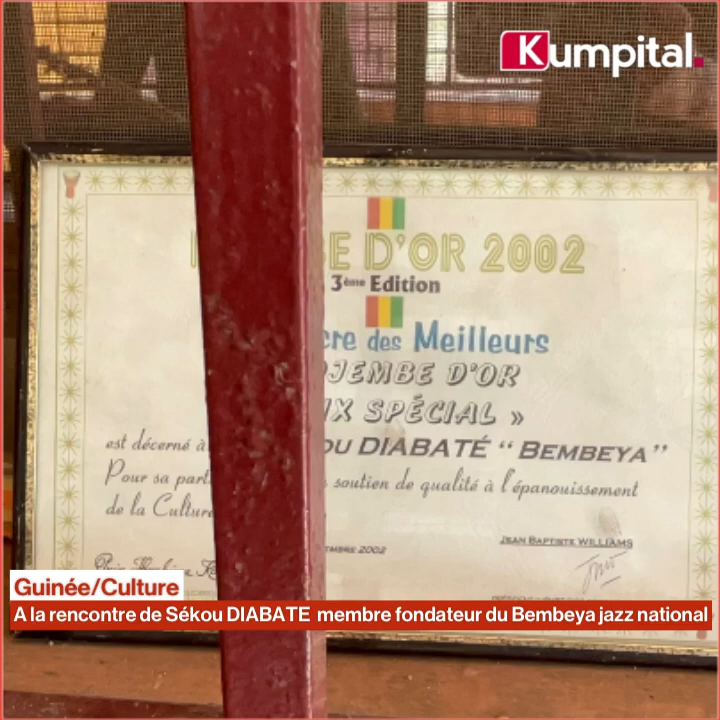 Kumpital.
E D'OR 2002
3ème Edition
cre des Meilleurs
JEMBE D'OR
IX SPÉCIAL »
est décerné à OU DIABATÉ " BEMBEYA "
Pour sa part soutien de qualité à l'épanouissement
de la Culture
TEMBRE 2002 JEAN BAPTISTE WILLIAMS
Guinée/Culture
A la rencontre de Sékou DIABATE membre fondateur du Bembeya jazz national